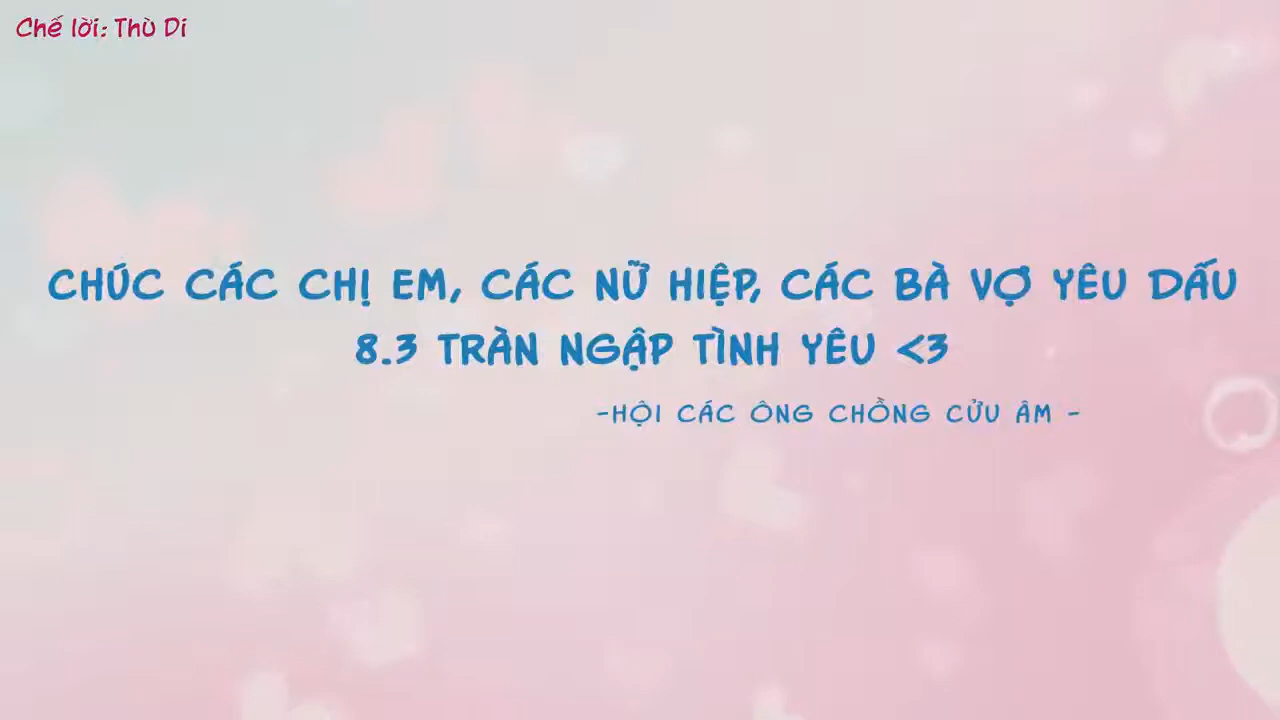 Chế lời: Thù Di
CHÚC CÁC CHỊ EM, CÁC NỮ HIỆP, CÁC BÀ VỢ YÊU DẤU
8.3 TRÀN NGẬP TÌNH YÊU <3
-HỘI CÁC ÔNG CHỒNG CỬU ÂM -